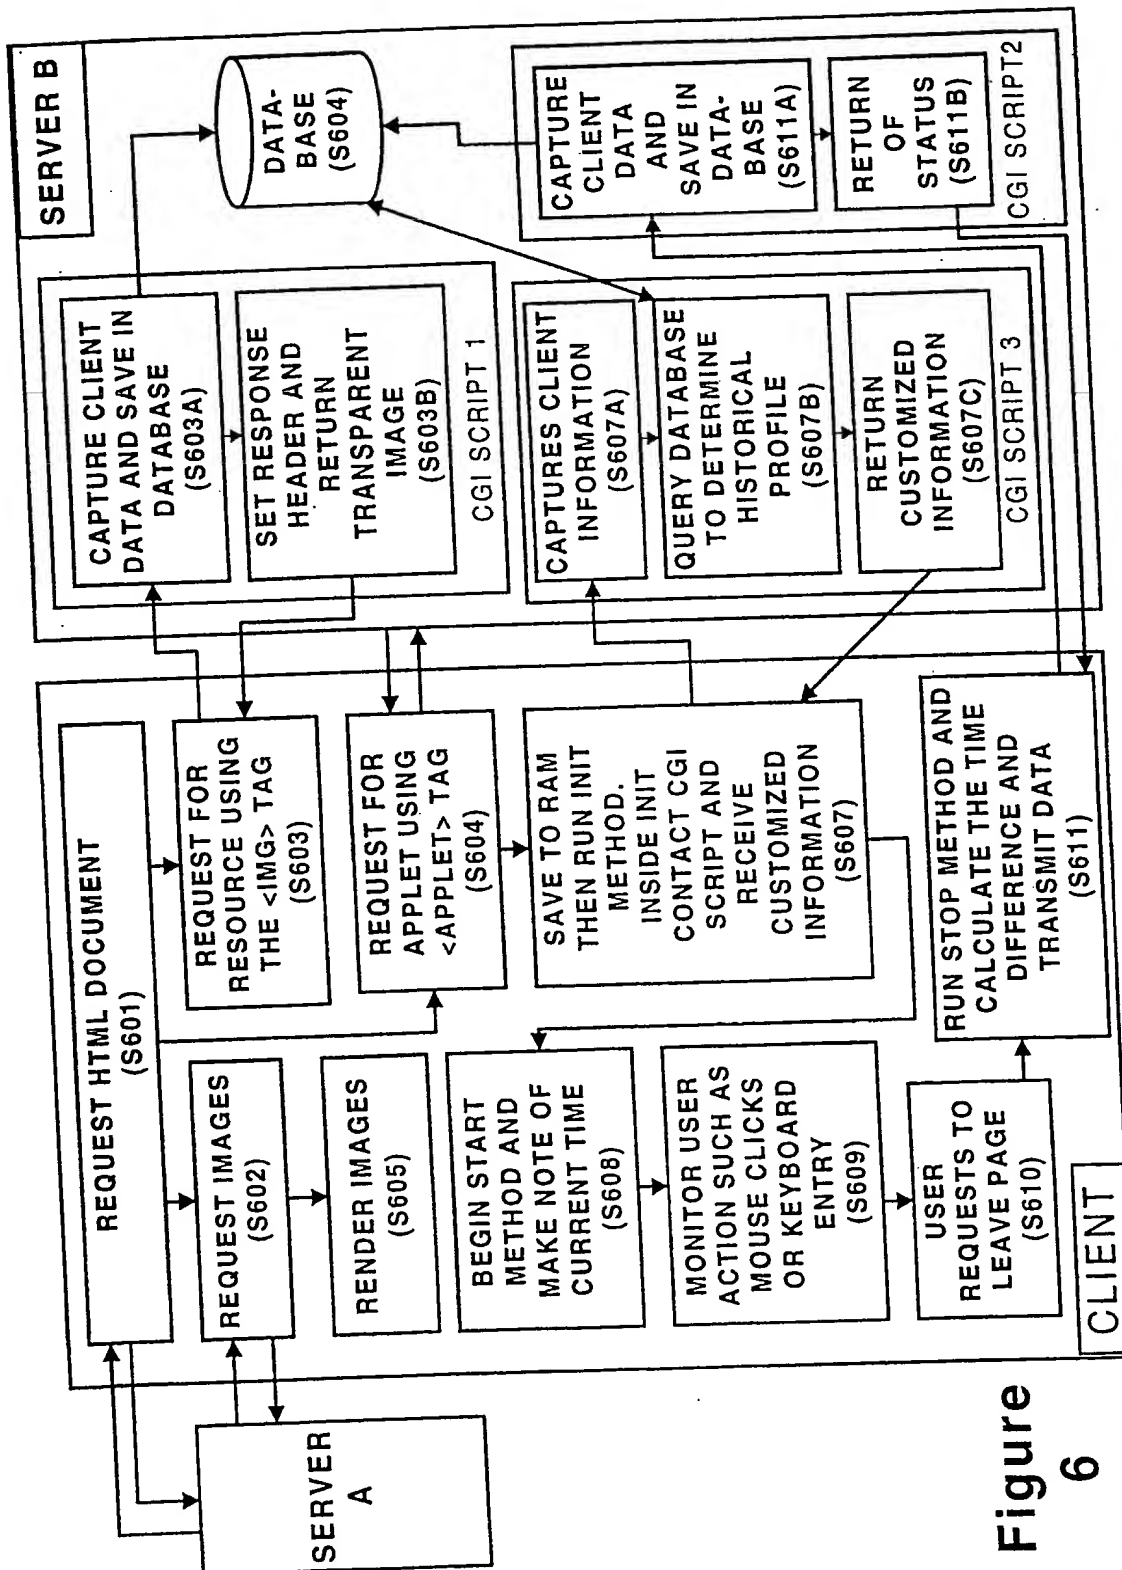 REQUEST HTML DOCUMENT
(S601)
REQUEST IMAGES
(S602)
RENDER IMAGES
(S605)
BEGIN START
METHOD AND
MAKE NOTE OF
CURRENT TIME
(S608)
MONITOR USER
ACTION SUCH AS
MOUSE CLICKS
OR KEYBOARD
ENTRY
(S609)
USER
REQUESTS TO
LEAVE PAGE
(S610)
REQUEST FOR
RESOURCE USING
THE <IMG> TAG
(S603)
REQUEST FOR
APPLET USING
<APPLET> TAG
(S604)
SAVE TO RAM
THEN RUN INIT
METHOD.
INSIDE INIT
CONTACT CGI
SCRIPT AND
RECEIVE
CUSTOMIZED
INFORMATION
(S607)
RUN STOP METHOD AND
CALCULATE THE TIME
DIFFERENCE AND
TRANSMIT DATA
(S611)
CLIENT
SERVER
A
SERVER B
CAPTURE CLIENT
DATA AND SAVE IN
DATABASE
(S603A)
SET RESPONSE
HEADER AND
RETURN
TRANSPARENT
IMAGE
(S603B)
CGI SCRIPT 1
DATA-
BASE
(S604)
CAPTURES CLIENT
INFORMATION
(S607A)
QUERY DATABASE
TO DETERMINE
HISTORICAL
PROFILE
(S607B)
RETURN
CUSTOMIZED
INFORMATION
(S607C)
CGI SCRIPT 3
CAPTURE
CLIENT
DATA
AND
SAVE IN
DATA-
BASE
(S611A)
RETURN
OF
STATUS
(S611B)
CGI SCRIPT2
Figure
6